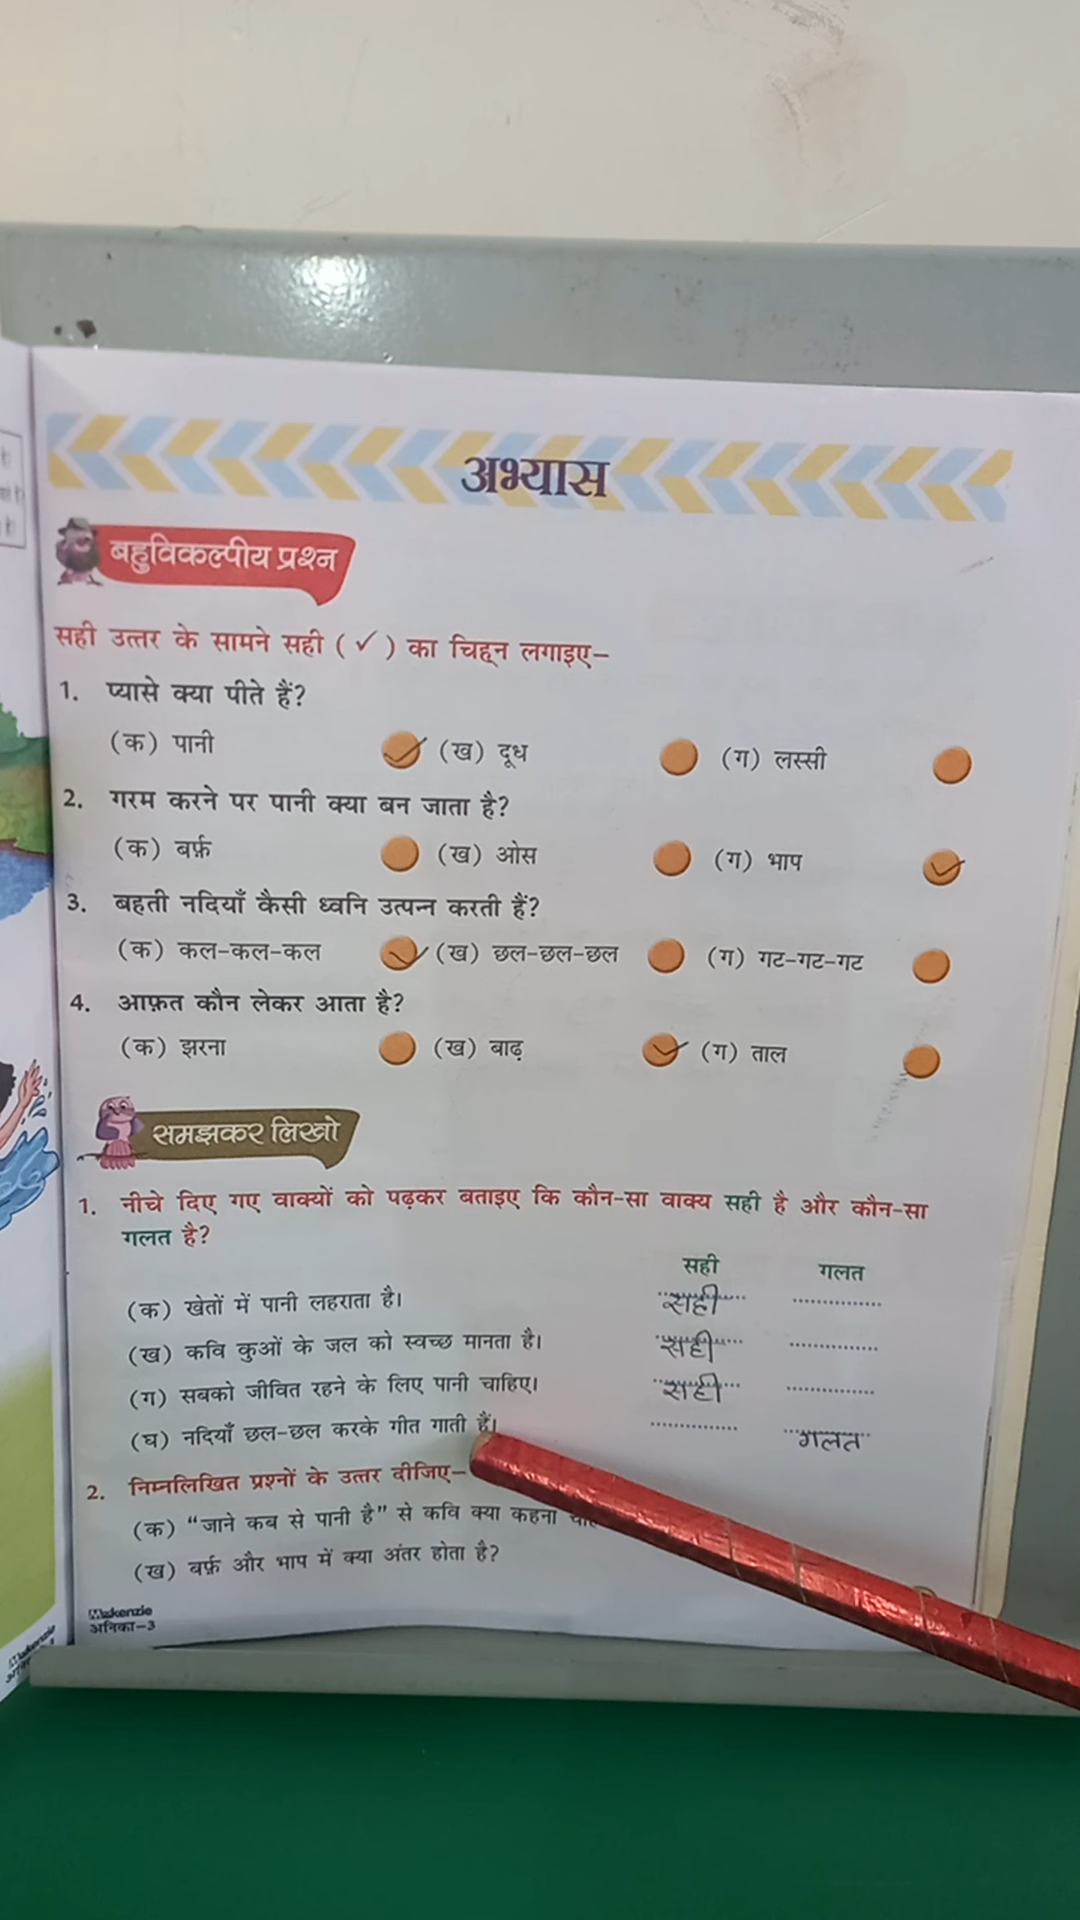 अभ्यास
बहुविकल्पीय प्रश्न
सही उत्तर के सामने सही ( ✓ ) का चिह्न लगाइए–
1. प्यासे क्या पीते हैं?
(क) पानी ✓ (ख) दूध (ग) लस्सी
2. गरम करने पर पानी क्या बन जाता है?
(क) बर्फ़ (ख) ओस (ग) भाप ✓
3. बहती नदियाँ कैसी ध्वनि उत्पन्न करती हैं?
(क) कल-कल-कल ✓ (ख) छल-छल-छल (ग) गट-गट-गट
4. आफ़त कौन लेकर आता है?
(क) झरना (ख) बाढ़ ✓ (ग) ताल
समझकर लिखो
1. नीचे दिए गए वाक्यों को पढ़कर बताइए कि कौन-सा वाक्य सही है और कौन-सा
गलत है?
सही गलत
(क) खेतों में पानी लहराता है। सही
(ख) कवि कुओं के जल को स्वच्छ मानता है। सही
(ग) सबको जीवित रहने के लिए पानी चाहिए। सही
(घ) नदियाँ छल-छल करके गीत गाती हैं। गलत
2. निम्नलिखित प्रश्नों के उत्तर दीजिए–
(क) “जाने कब से पानी है” से कवि क्या कहना
(ख) बर्फ़ और भाप में क्या अंतर होता है?
Mskenzie
अनिका-3